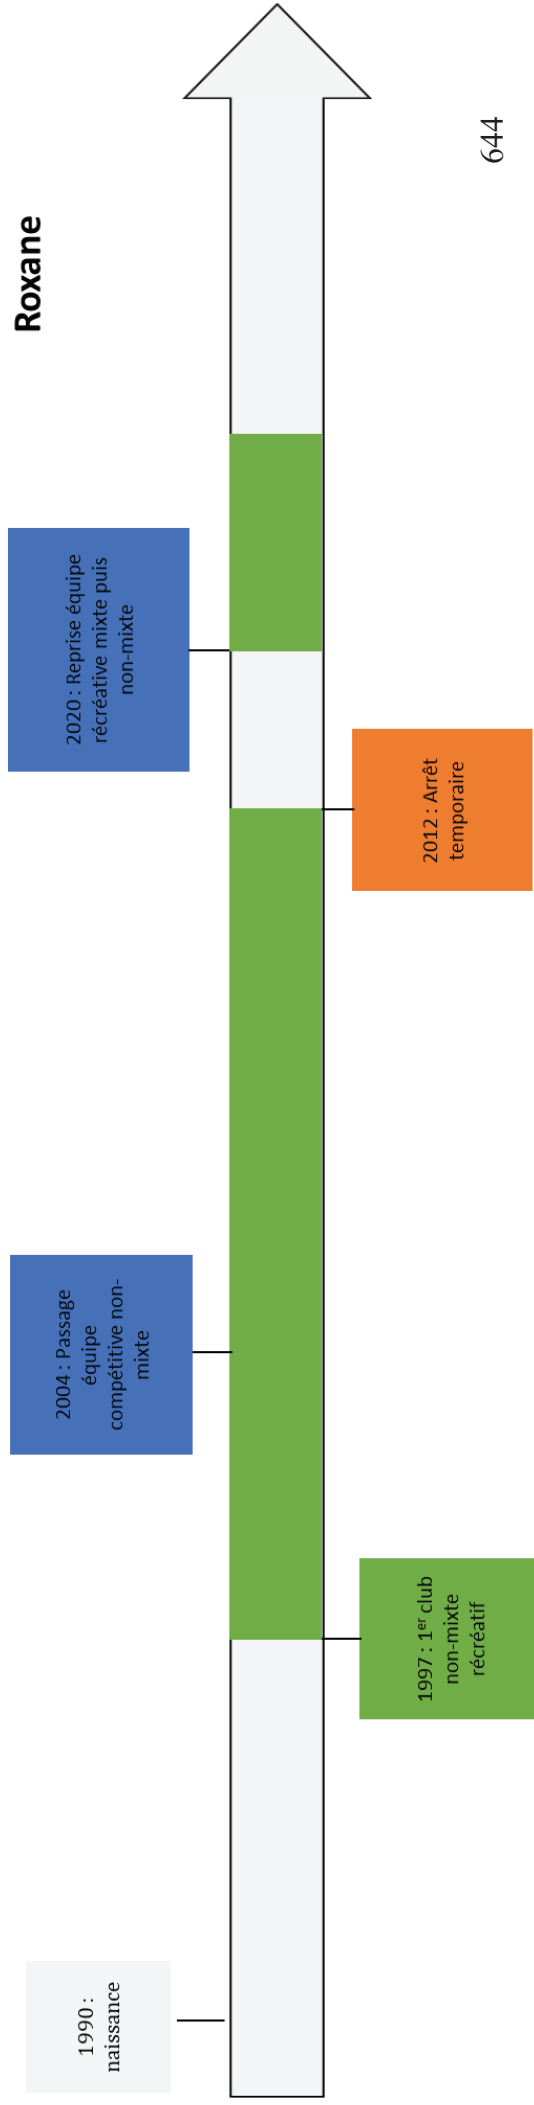 Roxane
1990 :
naissance
1997 : 1er club
non-mixte
récréatif
2004 : Passage
équipe
compétitive non-
mixte
2012 : Arrêt
temporaire
2020 : Reprise équipe
récréative mixte puis
non-mixte
644